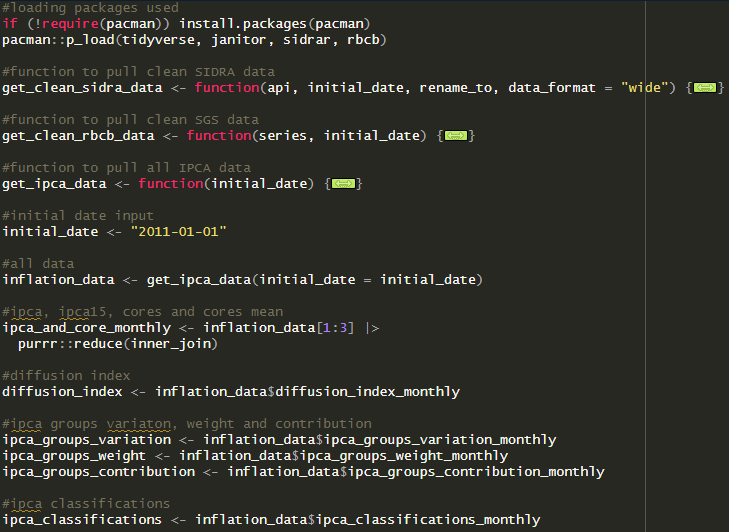 #loading packages used
if (!require(pacman)) install.packages(pacman)
pacman::p_load(tidyverse, janitor, sidrar, rbcb)
#function to pull clean SIDRA data
get_clean_sidra_data <- function(api, initial_date, rename_to, data_format = "wide") {}
#function to pull clean SGS data
get_clean_rbcb_data <- function(series, initial_date) {}
#function to pull all IPCA data
get_ipca_data <- function(initial_date) {}
#initial date input
initial_date <- "2011-01-01"
#all data
inflation_data <- get_ipca_data(initial_date = initial_date)
#ipca, ipca15, cores and cores mean
ipca_and_core_monthly <- inflation_data[1:3] |>
purrr::reduce(inner_join)
#diffusion index
diffusion_index <- inflation_data$diffusion_index_monthly
#ipca groups variaton, weight and contribution
ipca_groups_variation <- inflation_data$ipca_groups_variation_monthly
ipca_groups_weight <- inflation_data$ipca_groups_weight_monthly
ipca_groups_contribution <- inflation_data$ipca_groups_contribution_monthly
#ipca classifications
ipca_classifications <- inflation_data$ipca_classifications_monthly